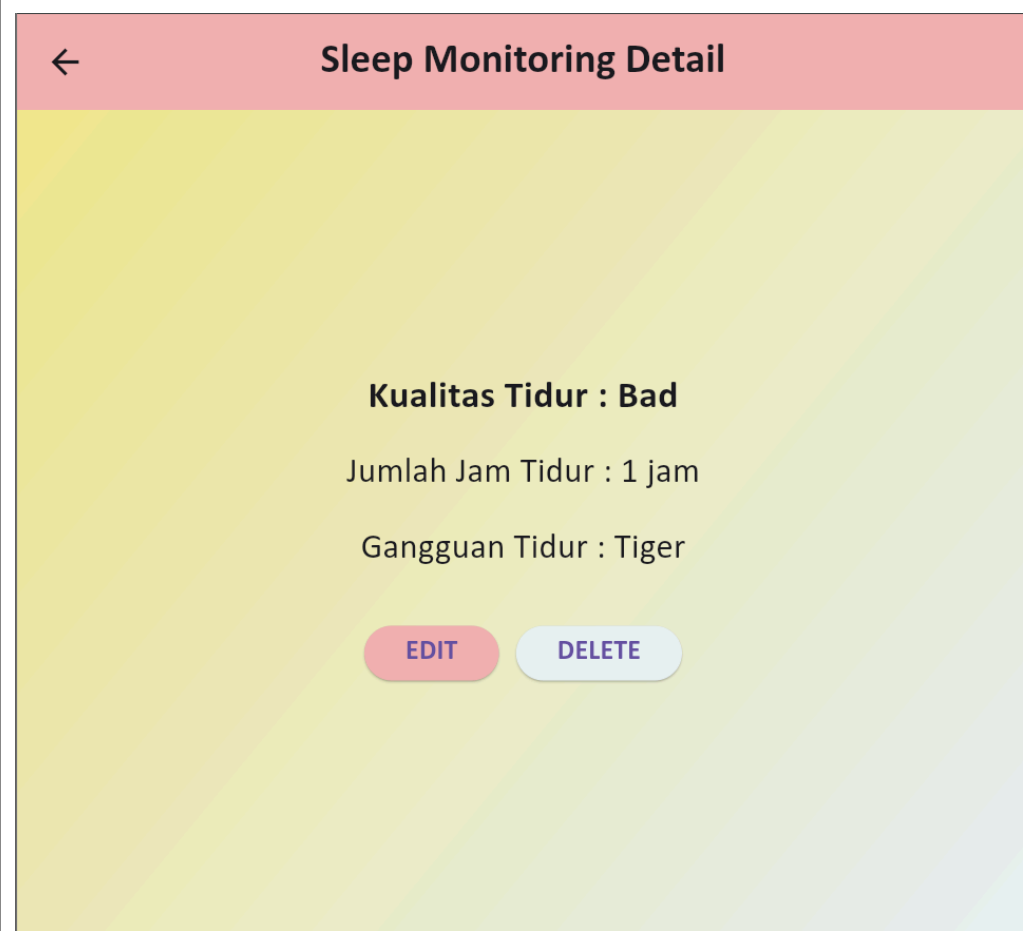 Sleep Monitoring Detail
Kualitas Tidur : Bad
Jumlah Jam Tidur : 1 jam
Gangguan Tidur : Tiger
EDIT DELETE